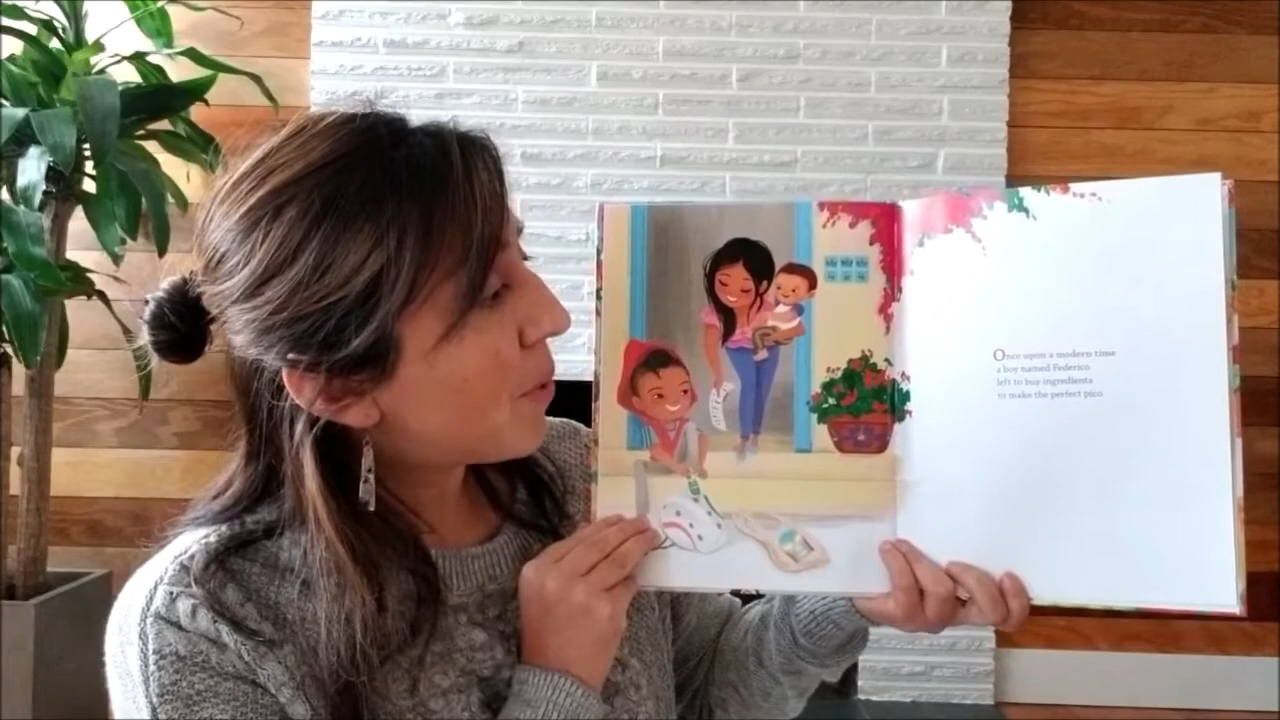 Once upon a modern time
a boy named Federico
left to buy ingredients
to make the perfect pico